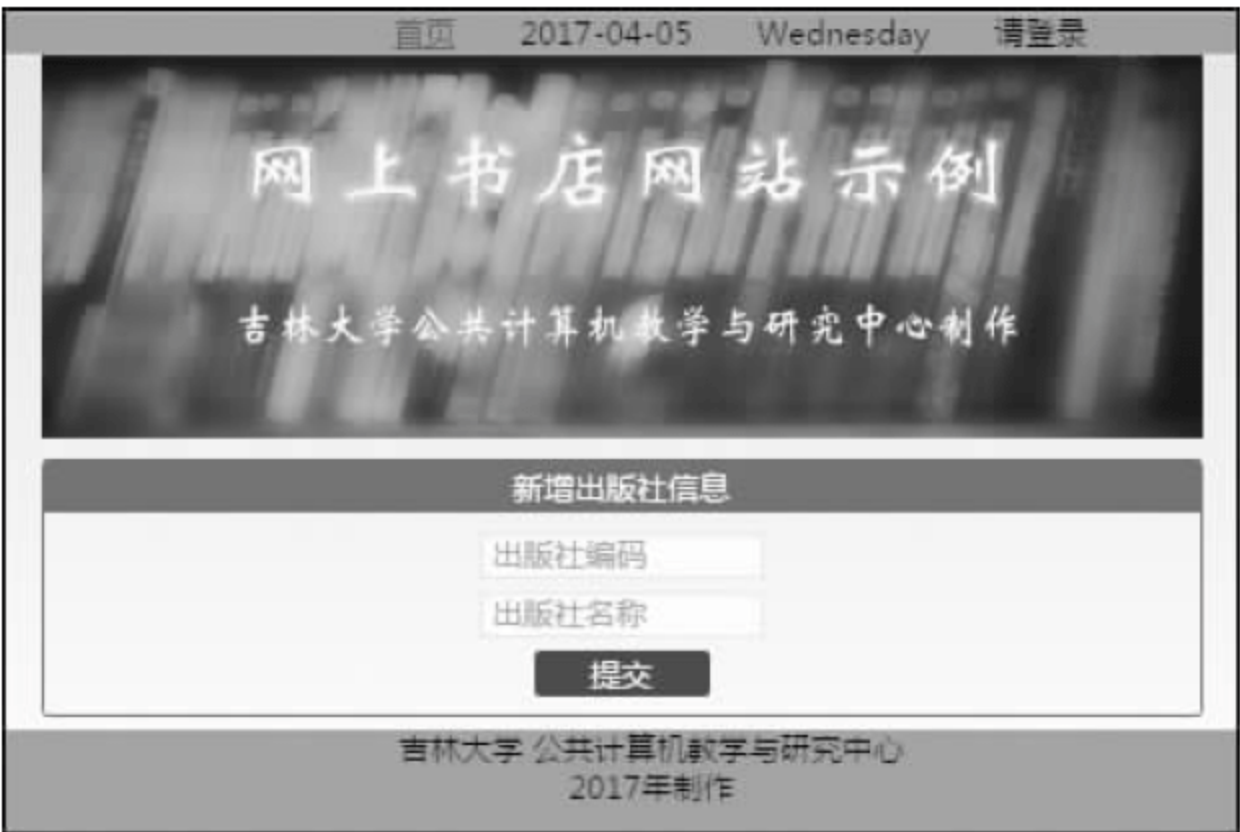 首页 2017-04-05 Wednesday 请登录
网上书店网站示例
吉林大学公共计算机教学与研究中心制作
新增出版社信息
出版社编码
出版社名称
提交
吉林大学 公共计算机教学与研究中心
2017年制作